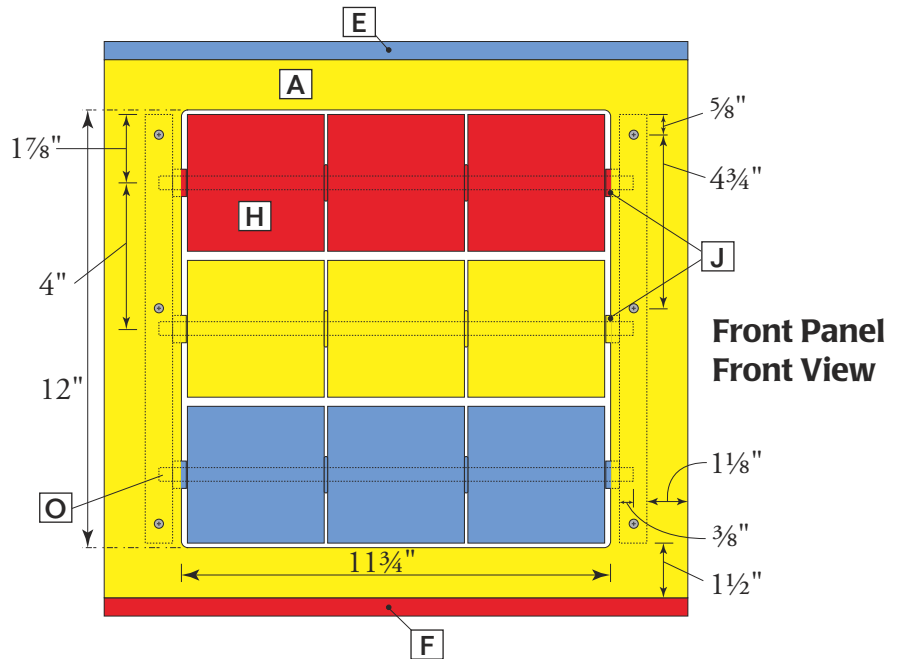 E
A
5/8"
1⅞"
4¾"
H
J
4"
Front Panel
Front View
12"
1⅛"
O
⅜"
11¾"
1½"
F